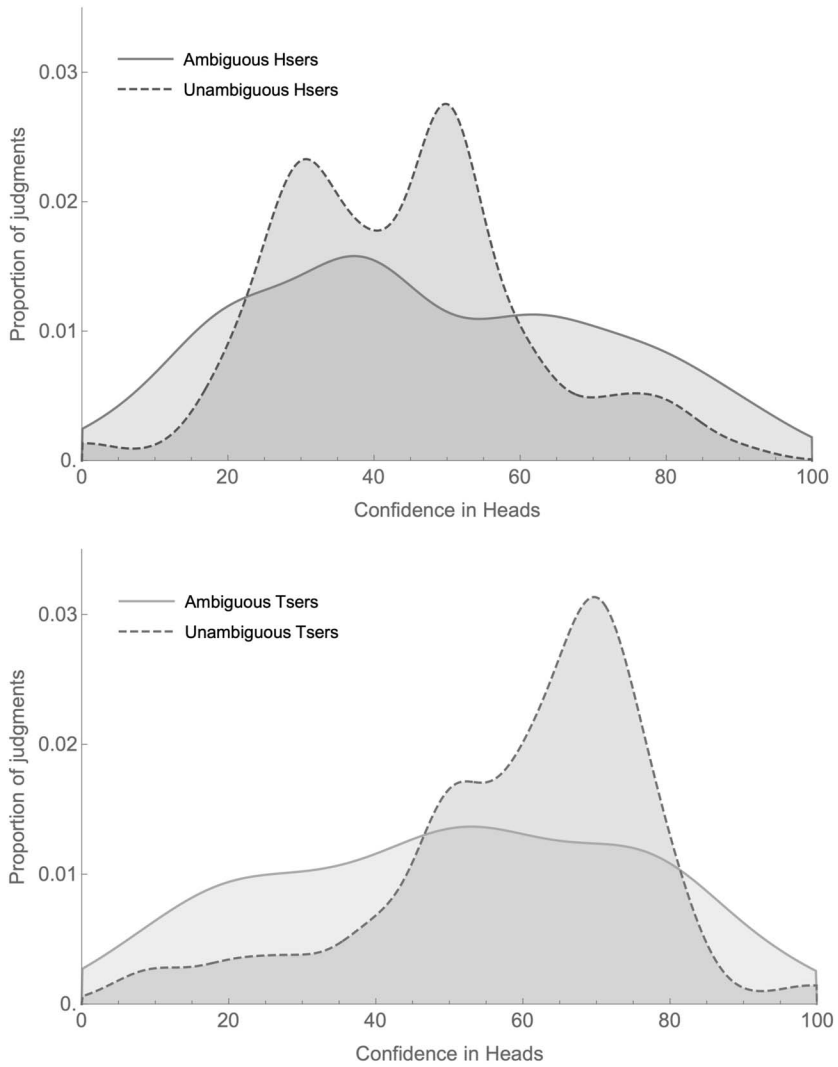 Ambiguous Hsers
Unambiguous Hsers
Proportion of judgments
0.03
0.02
0.01
0.
0 20 40 60 80 100
Confidence in Heads
Ambiguous Tsers
Unambiguous Tsers
Proportion of judgments
0.03
0.02
0.01
0.
0 20 40 60 80 100
Confidence in Heads